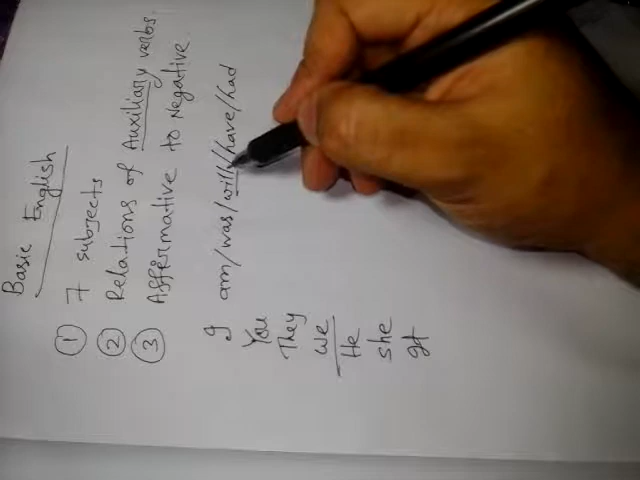 Basic English
① 7 subjects
② Relations of Auxiliary verbs.
③ Affirmative to Negative
I am/was/will/have/had
You
They
We
He
she
It